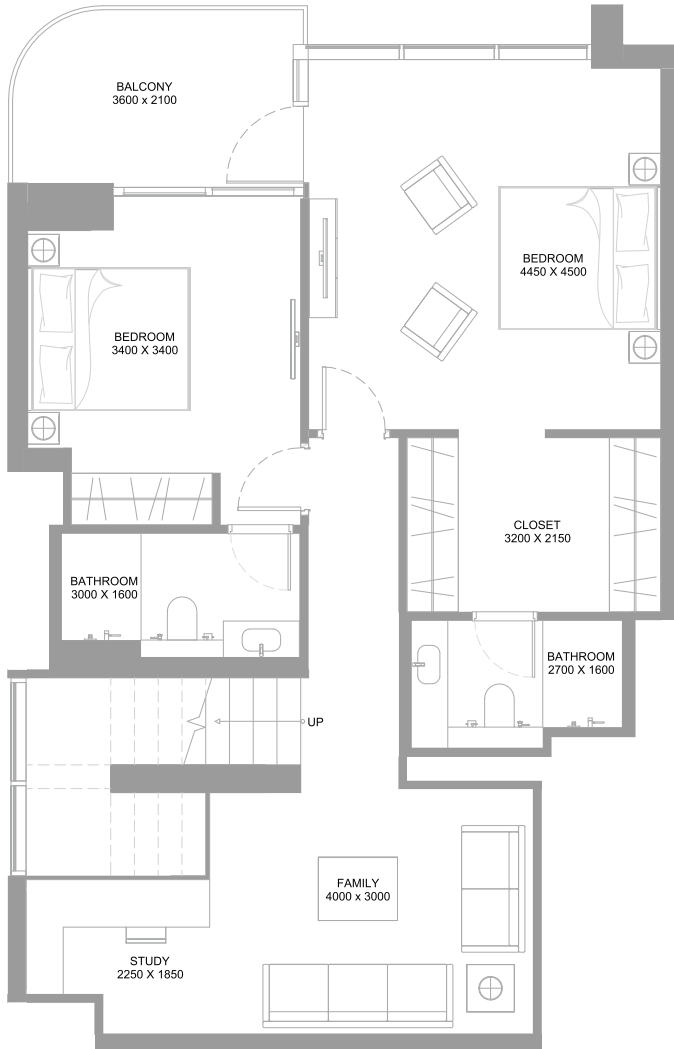 BALCONY
3600 x 2100
BEDROOM
4450 X 4500
BEDROOM
3400 X 3400
CLOSET
3200 X 2150
BATHROOM
3000 X 1600
BATHROOM
2700 X 1600
UP
FAMILY
4000 x 3000
STUDY
2250 X 1850